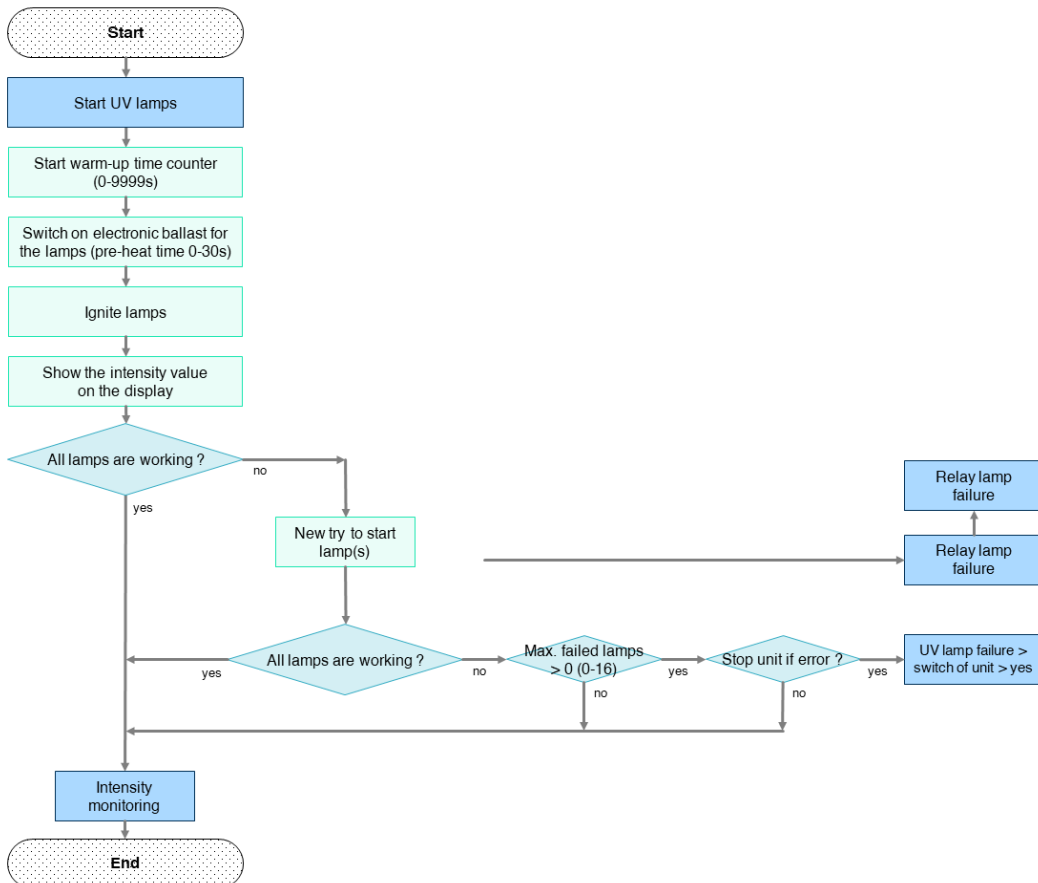 Start
Start UV lamps
Start warm-up time counter
(0-9999s)
Switch on electronic ballast for
the lamps (pre-heat time 0-30s)
Ignite lamps
Show the intensity value
on the display
All lamps are working ?
no
yes
New try to start
lamp(s)
Relay lamp
failure
Relay lamp
failure
All lamps are working ?
yes
no
Max. failed lamps
> 0 (0-16)
yes
no
Stop unit if error ?
yes
no
UV lamp failure >
switch of unit > yes
Intensity
monitoring
End